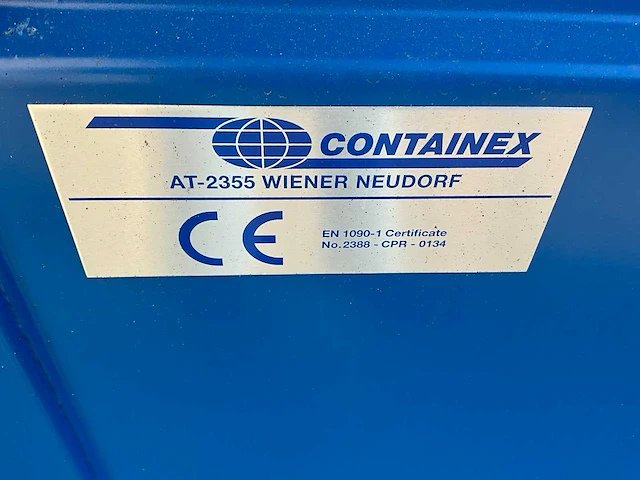 CONTAINEX
AT-2355 WIENER NEUDORF
CE
EN 1090-1 Certificate
No. 2388 - CPR - 0134